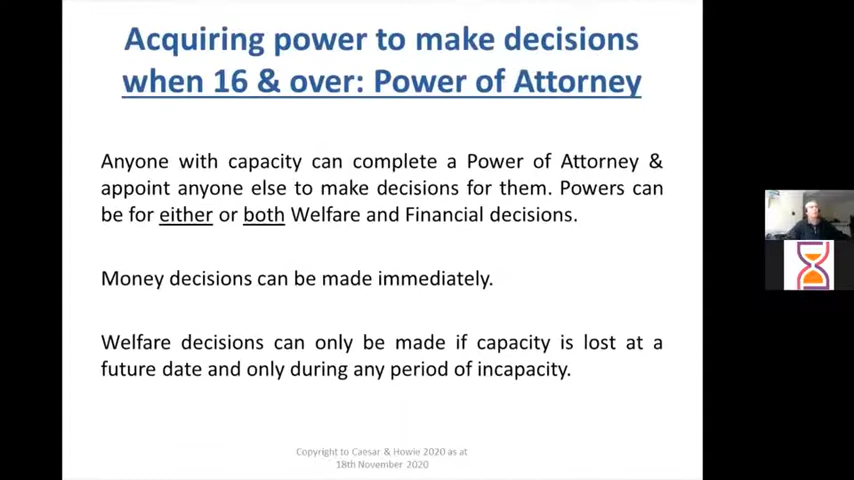 Acquiring power to make decisions
when 16 & over: Power of Attorney
Anyone with capacity can complete a Power of Attorney &
appoint anyone else to make decisions for them. Powers can
be for either or both Welfare and Financial decisions.
Money decisions can be made immediately.
Welfare decisions can only be made if capacity is lost at a
future date and only during any period of incapacity.
Copyright to Caesar & Howie 2020 as at
18th November 2020